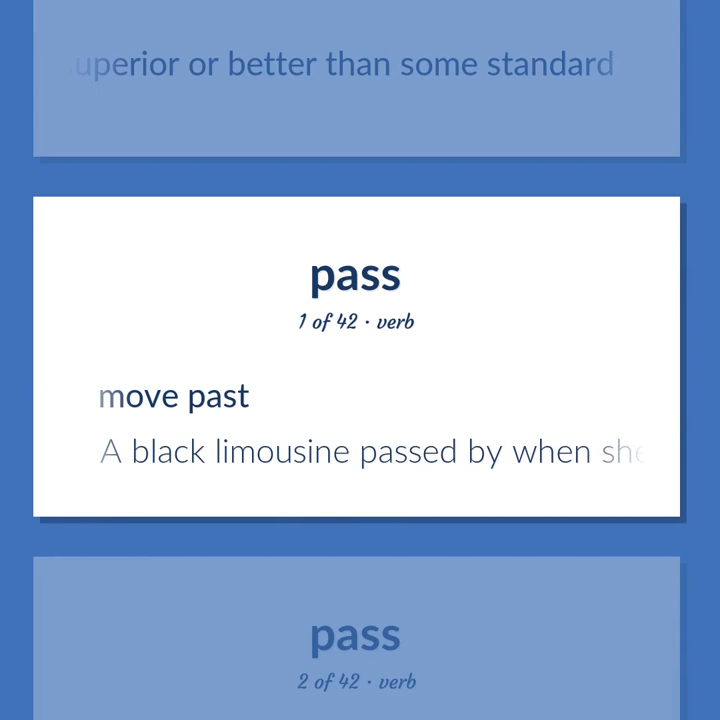 superior or better than some standard
pass
1 of 42 · verb
move past
A black limousine passed by when she
pass
2 of 42 · verb